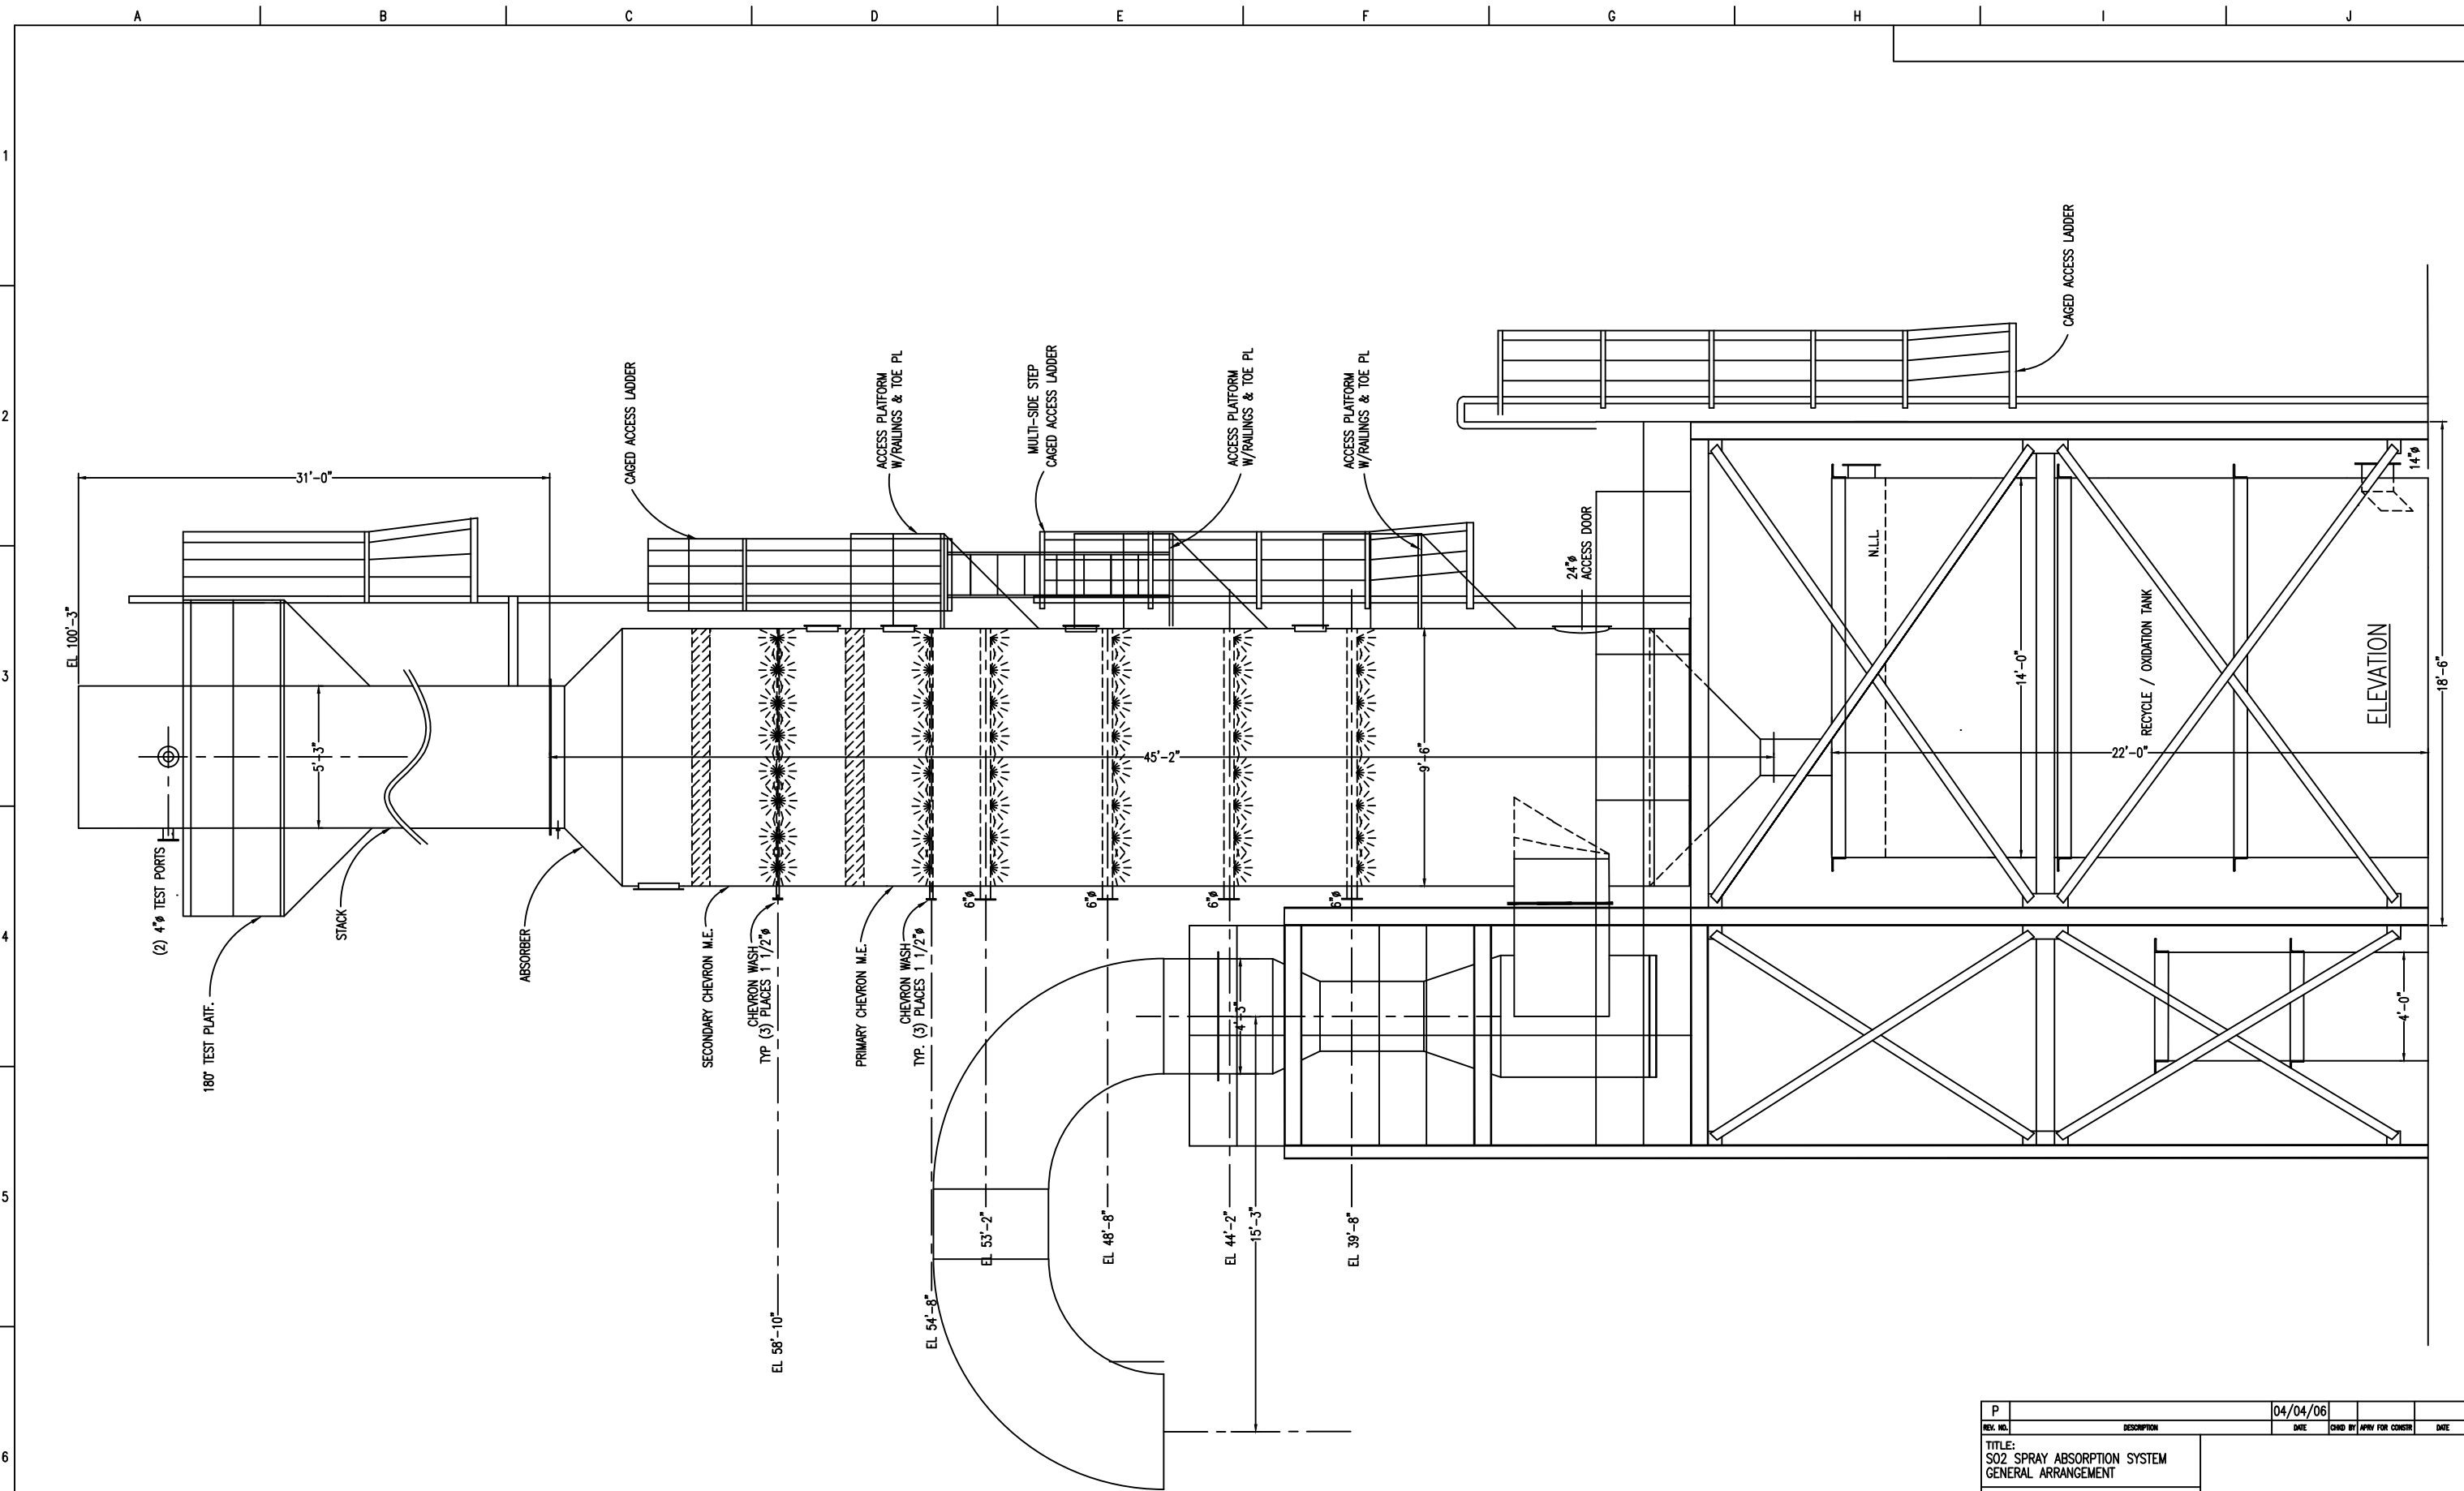 A
B
C
D
E
F
G
H
I
J
1
2
3
4
5
6
EL 100'-3"
31'-0"
5'-3"
(2) 4"ø TEST PORTS
180° TEST PLATF.
STACK
ABSORBER
CAGED ACCESS LADDER
ACCESS PLATFORM
W/RAILINGS & TOE PL
MULTI-SIDE STEP
CAGED ACCESS LADDER
ACCESS PLATFORM
W/RAILINGS & TOE PL
ACCESS PLATFORM
W/RAILINGS & TOE PL
24"ø
ACCESS DOOR
CAGED ACCESS LADDER
SECONDARY CHEVRON M.E.
CHEVRON WASH
TYP (3) PLACES 1 1/2"ø
PRIMARY CHEVRON M.E.
CHEVRON WASH
TYP. (3) PLACES 1 1/2"ø
6"ø
6"ø
6"ø
6"ø
45'-2"
9'-6"
N.L.L.
14'-0"
22'-0"
RECYCLE / OXIDATION TANK
14"ø
ELEVATION
18'-6"
4'-0"
4'-3"
15'-3"
EL 58'-10"
EL 54'-8"
EL 53'-2"
EL 48'-8"
EL 44'-2"
EL 39'-8"
P 04/04/06
REV. NO. DESCRIPTION DATE CHKD BY APRV FOR CONSTR DATE
TITLE:
SO2 SPRAY ABSORPTION SYSTEM
GENERAL ARRANGEMENT